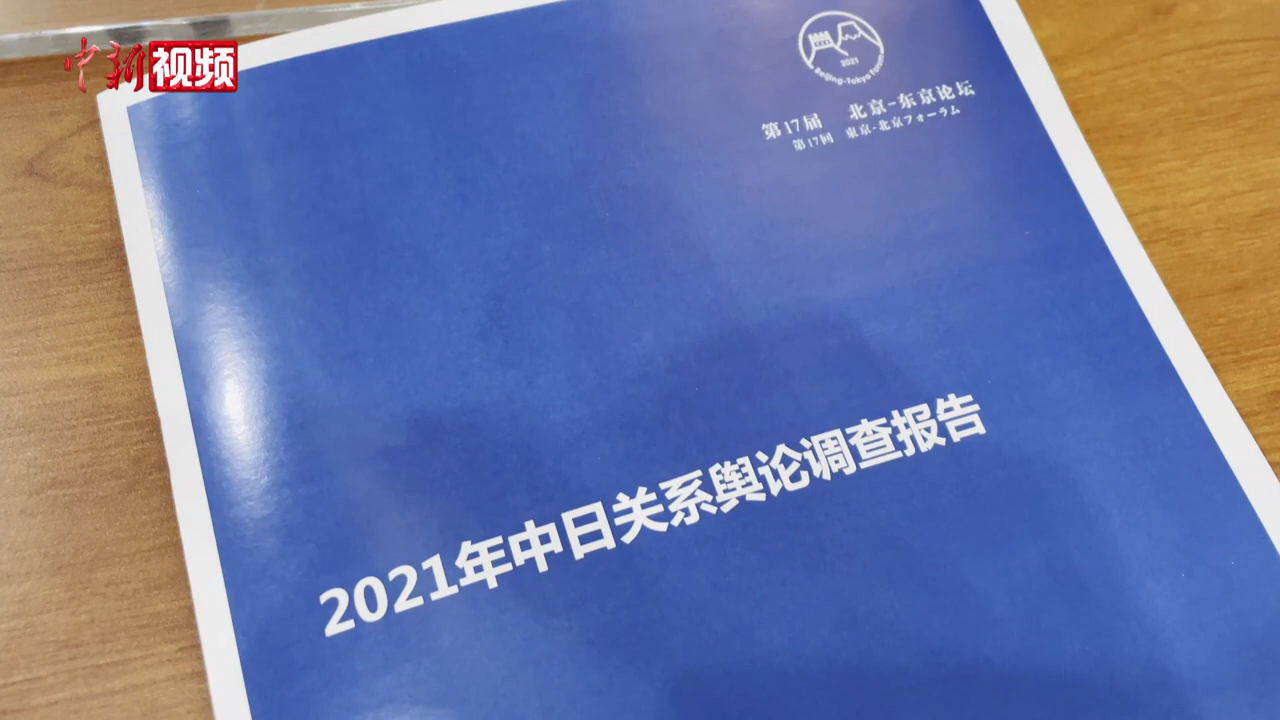 中新视频
2021
Beijing-Tokyo Forum
第17届 北京-东京论坛
第17回 東京-北京フォーラム
2021年中日关系舆论调查报告